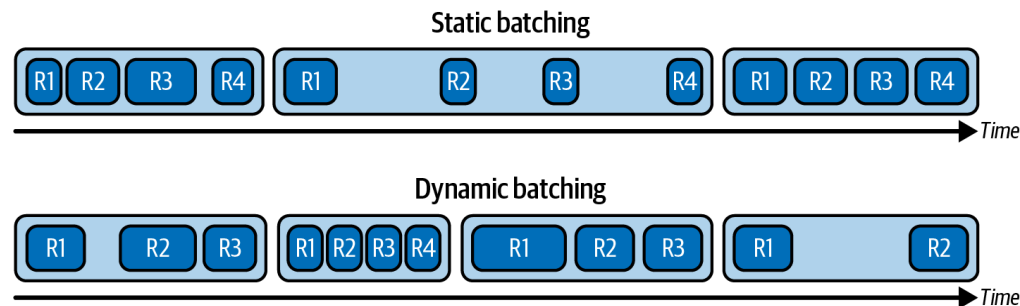 Static batching
R1 R2 R3 R4 R1 R2 R3 R4 R1 R2 R3 R4
Time
Dynamic batching
R1 R2 R3 R1 R2 R3 R4 R1 R2 R3 R1 R2
Time